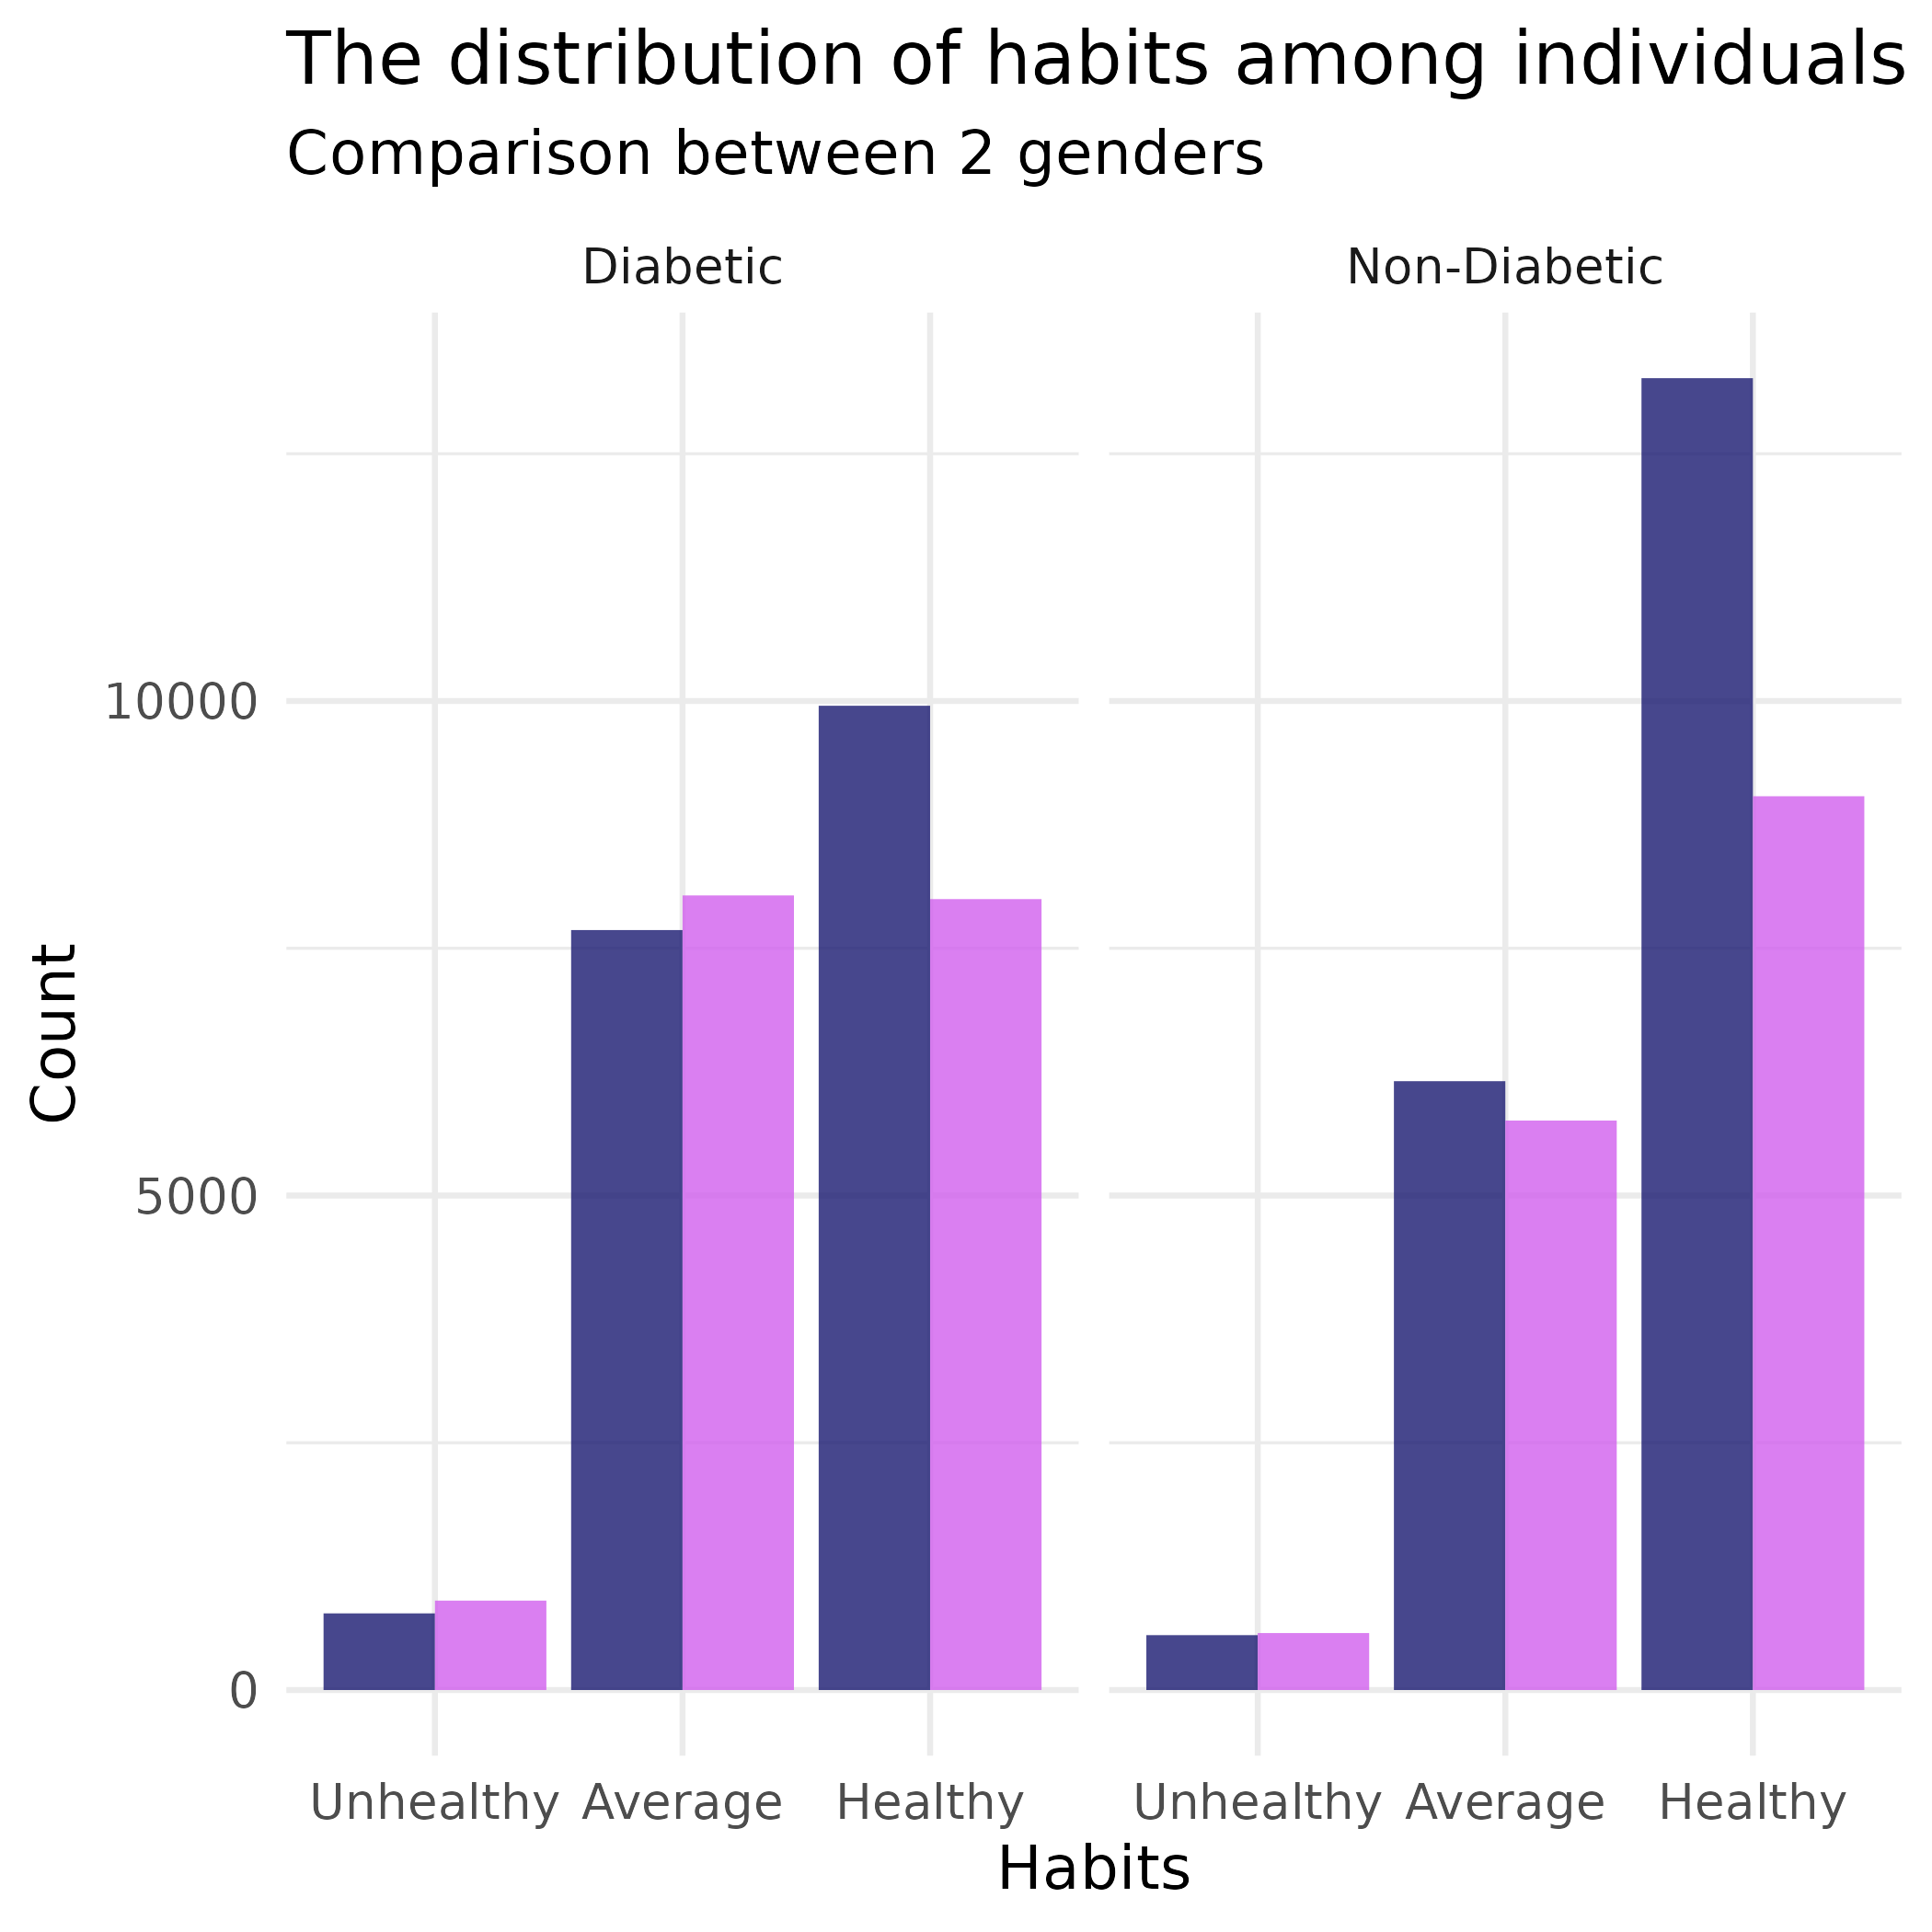 The distribution of habits among individuals
Comparison between 2 genders
Diabetic Non-Diabetic
10000
5000
0
Count
Unhealthy Average Healthy Unhealthy Average Healthy
Habits